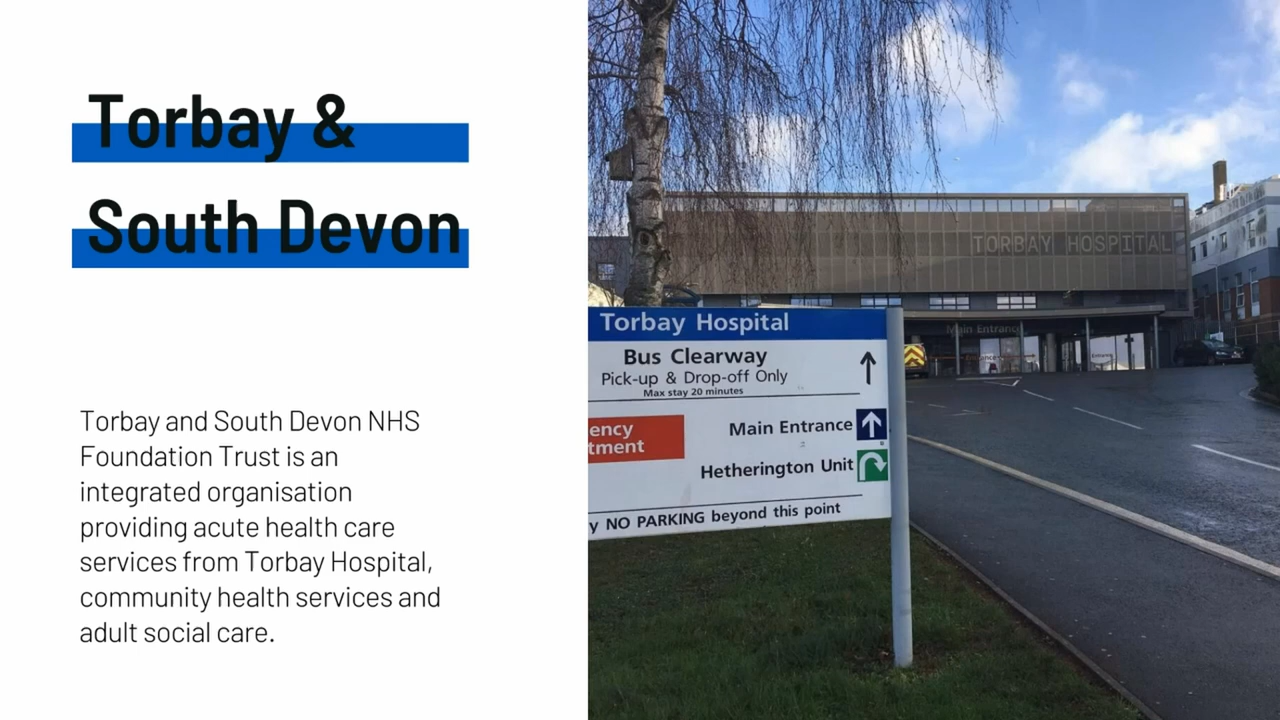 Torbay &
South Devon
Torbay and South Devon NHS
Foundation Trust is an
integrated organisation
providing acute health care
services from Torbay Hospital,
community health services and
adult social care.
TORBAY HOSPITAL
Main Entrance
Torbay Hospital
Bus Clearway
Pick-up & Drop-off Only
Max stay 20 minutes
ency
tment
Main Entrance
Hetherington Unit
y NO PARKING beyond this point